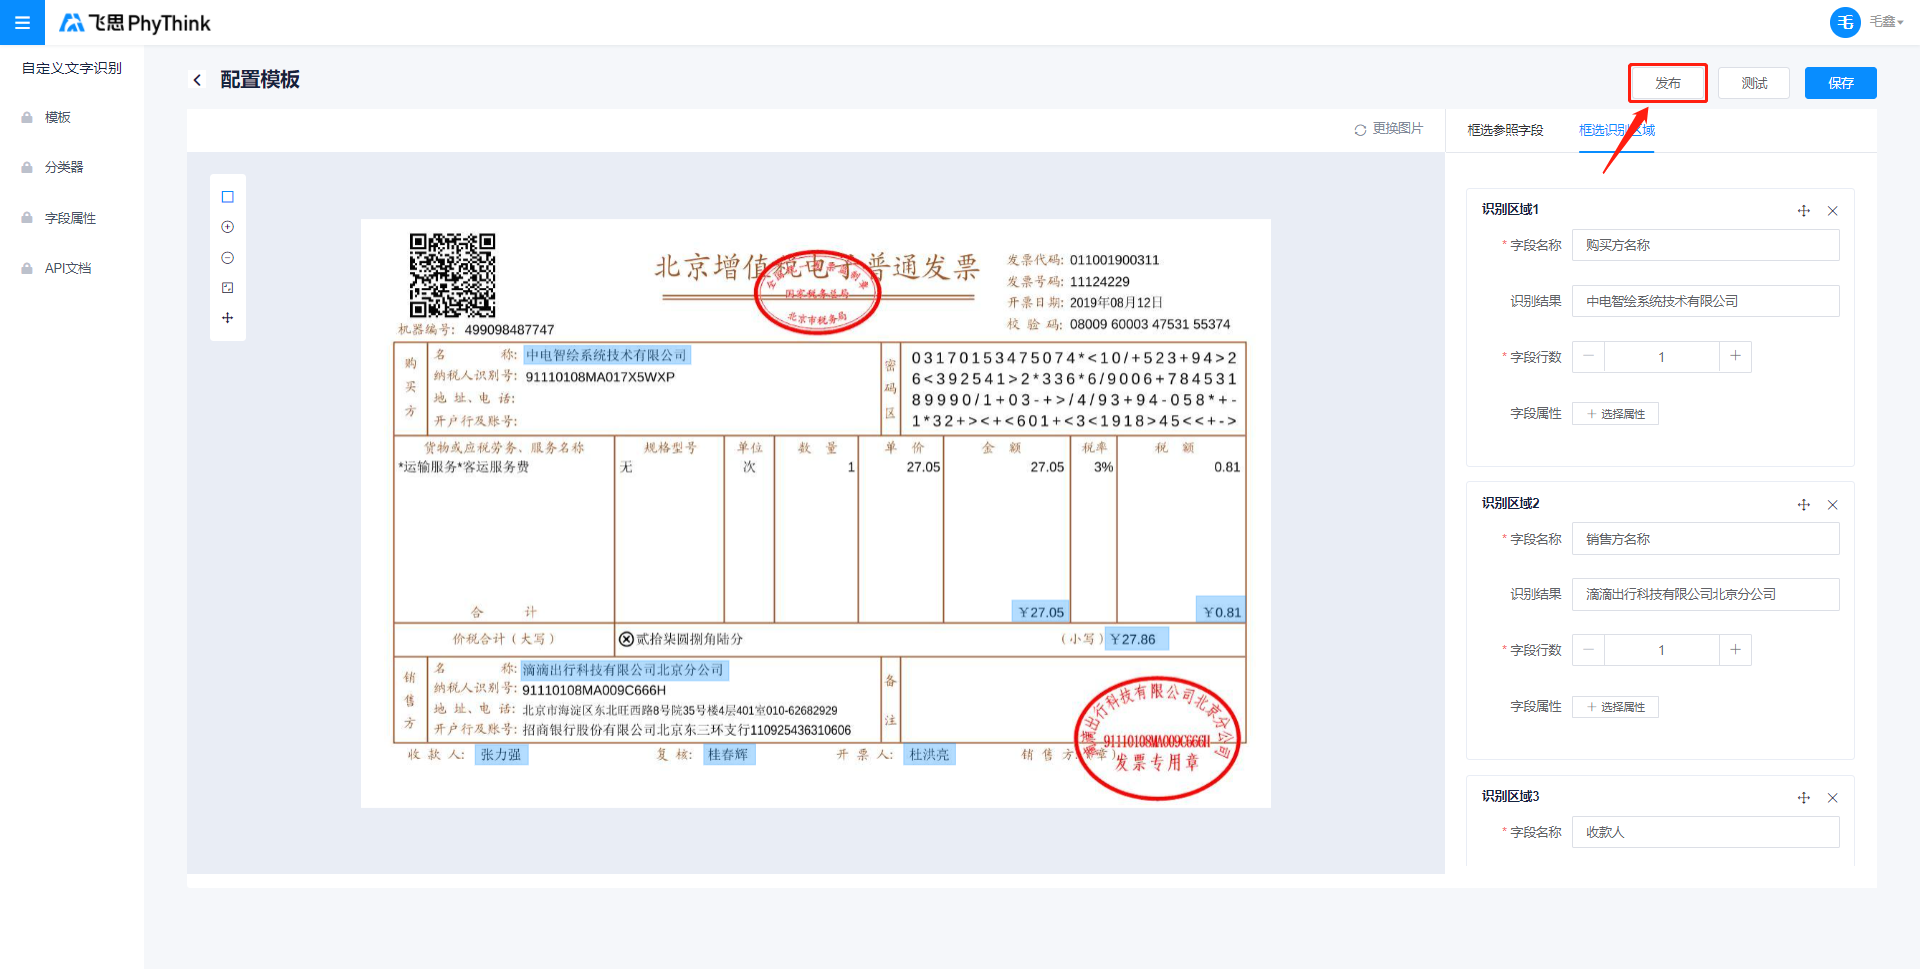 飞思PhyThink
毛 毛鑫
自定义文字识别
模板
分类器
字段属性
API文档
配置模板
发布
测试
保存
更换图片
框选参照字段
框选识别区域
北京增值税电子普通发票
国家税务总局
北京市税务局
机器编号: 499098487747
发票代码: 011001900311
发票号码: 11124229
开票日期: 2019年08月12日
校 验 码: 08009 60003 47531 55374
购买方
名 称: 中电智绘系统技术有限公司
纳税人识别号: 91110108MA017X5WXP
地 址、电 话:
开户行及账号:
密码区
03170153475074*<10/+523+94>2
6<392541>2*336*6/9006+784531
89990/1+03-+>/4/93+94-058*+-
1*32+><+<601+<3<1918>45<<+->
货物或应税劳务、服务名称 规格型号 单位 数 量 单 价 金 额 税率 税 额
*运输服务*客运服务费 无 次 1 27.05 27.05 3% 0.81
合 计 ￥27.05 ￥0.81
价税合计（大写） ⊗贰拾柒圆捌角陆分 （小写）￥27.86
销售方
名 称: 滴滴出行科技有限公司北京分公司
纳税人识别号: 91110108MA009C666H
地 址、电 话: 北京市海淀区东北旺西路8号院35号楼4层401室010-62682929
开户行及账号: 招商银行股份有限公司北京东三环支行110925436310606
备注
收 款 人: 张力强 复 核: 桂春辉 开 票 人: 杜洪亮 销 售 方:（章）
滴滴出行科技有限公司北京分公司
91110108MA009C666H
发票专用章
识别区域1
* 字段名称 购买方名称
识别结果 中电智绘系统技术有限公司
* 字段行数 － 1 ＋
字段属性 ＋ 选择属性
识别区域2
* 字段名称 销售方名称
识别结果 滴滴出行科技有限公司北京分公司
* 字段行数 － 1 ＋
字段属性 ＋ 选择属性
识别区域3
* 字段名称 收款人